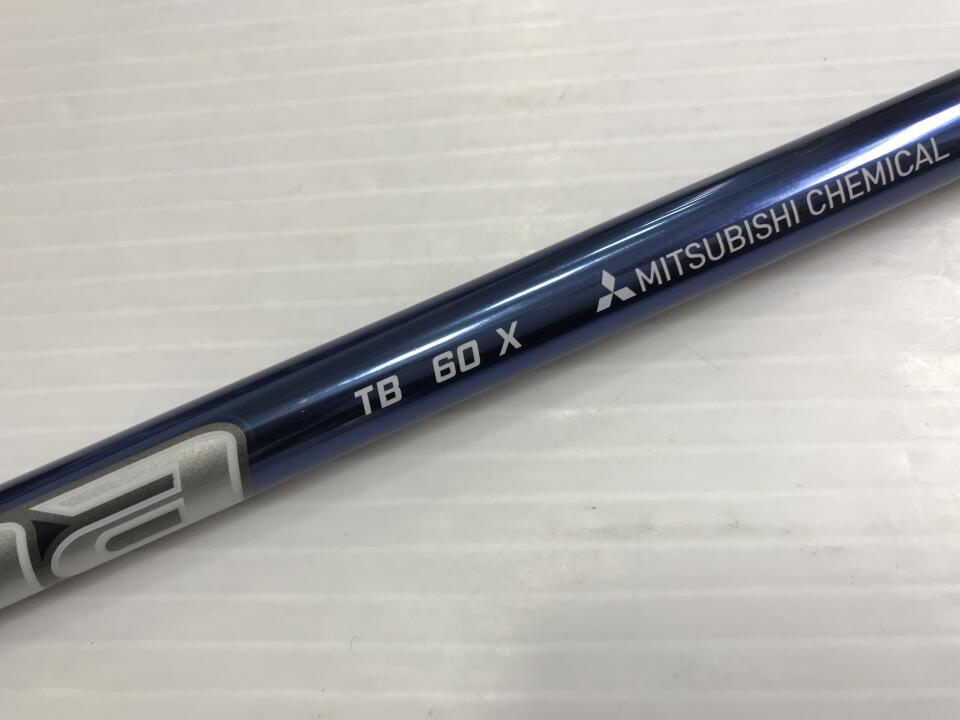 TB 60 X MITSUBISHI CHEMICAL